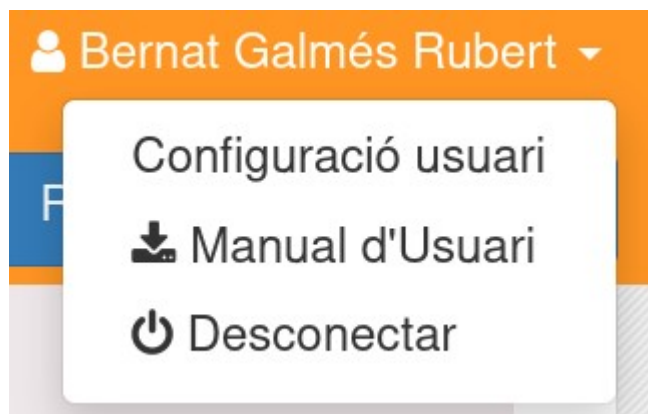 Bernat Galmés Rubert
Configuració usuari
Manual d'Usuari
Desconectar